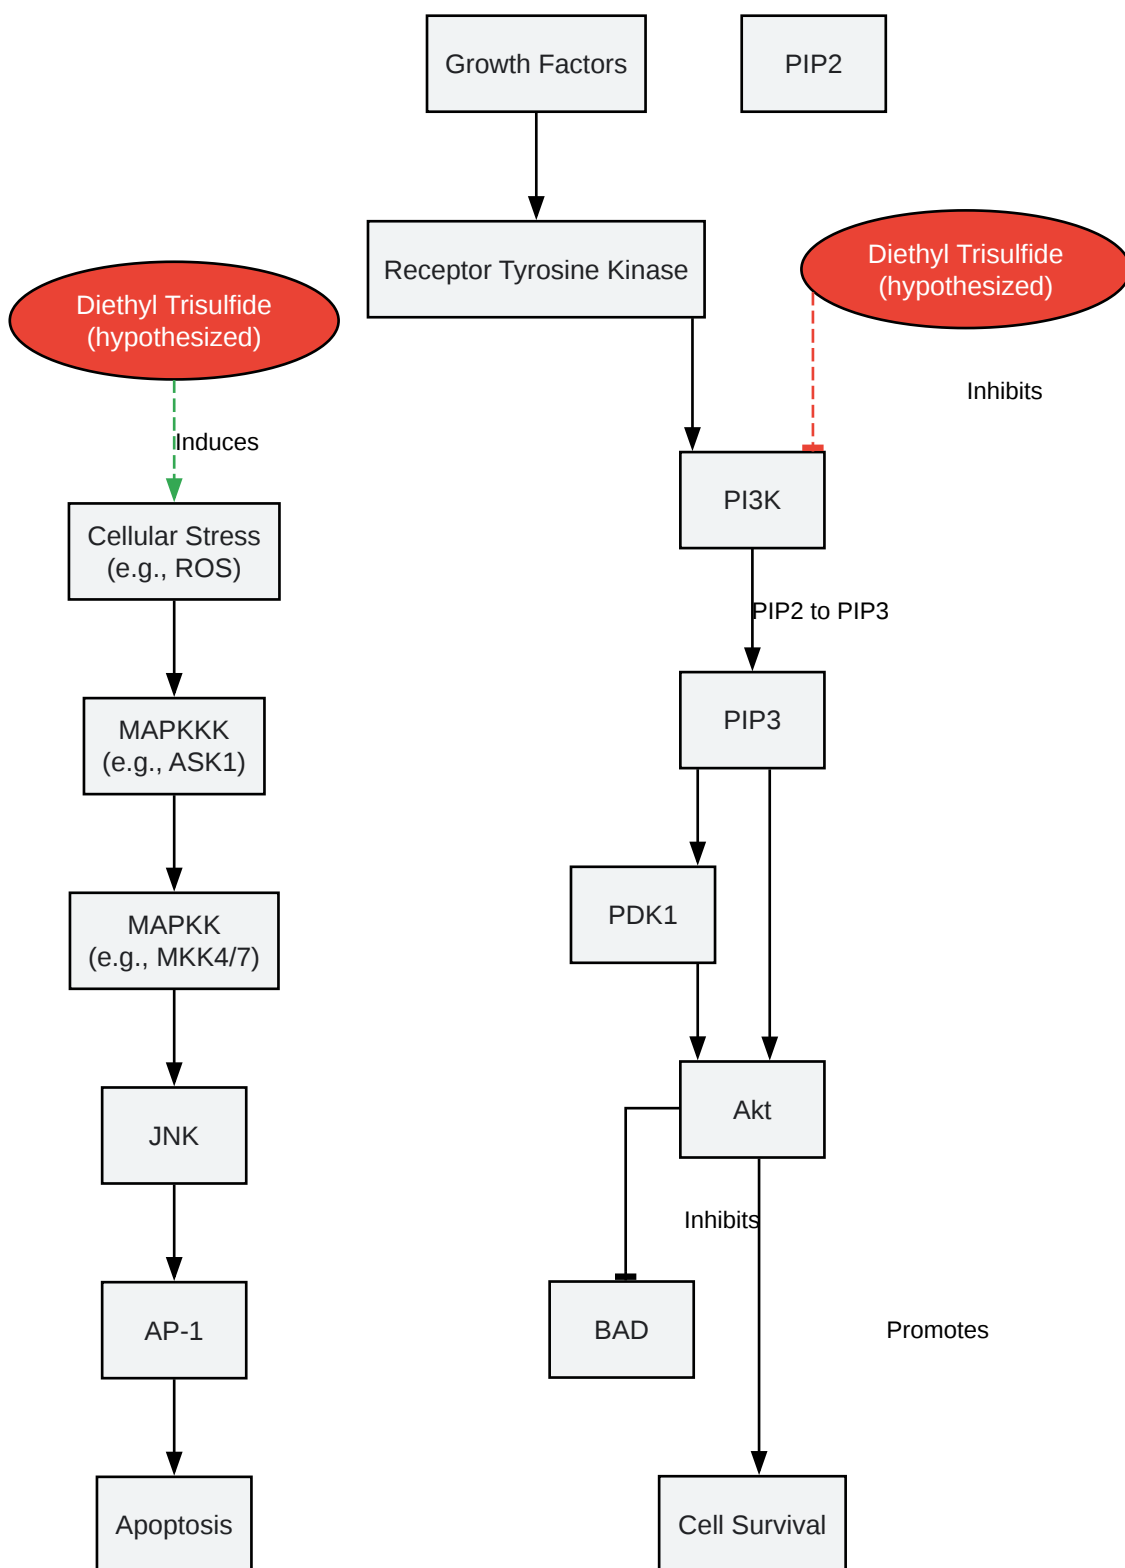 Growth Factors
PIP2
Receptor Tyrosine Kinase
Diethyl Trisulfide
(hypothesized)
Diethyl Trisulfide
(hypothesized)
Inhibits
Induces
PI3K
Cellular Stress
(e.g., ROS)
PIP2 to PIP3
MAPKKK
(e.g., ASK1)
PIP3
PDK1
MAPKK
(e.g., MKK4/7)
Akt
JNK
Inhibits
AP-1
BAD
Promotes
Apoptosis
Cell Survival